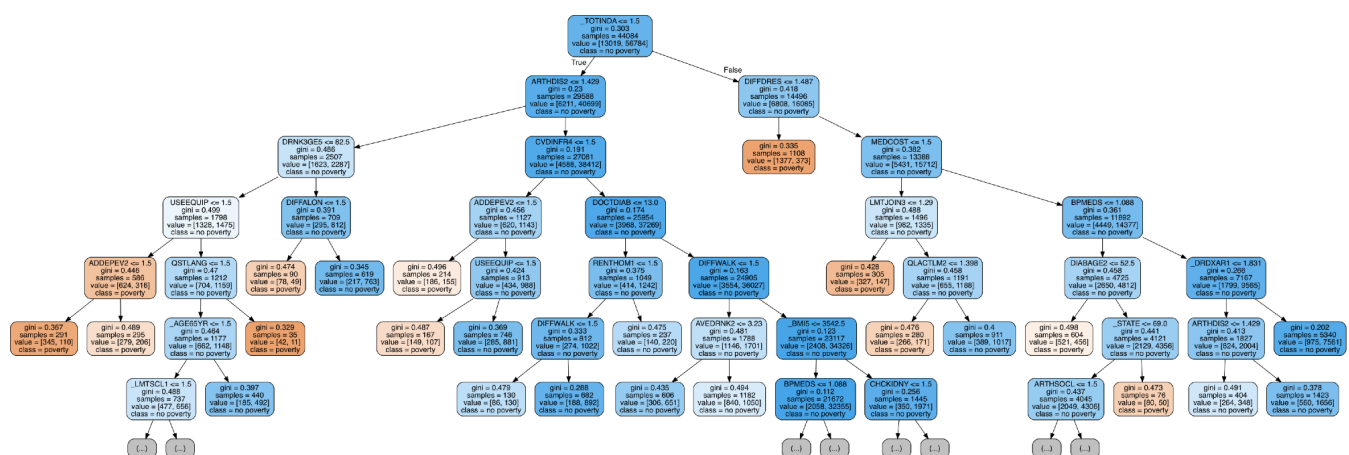 _TOTINDA <= 1.5
gini = 0.303
samples = 44084
value = [13019, 56784]
class = no poverty
True
False
ARTHDIS2 <= 1.429
gini = 0.23
samples = 29588
value = [6211, 40699]
class = no poverty
DIFFDRES <= 1.487
gini = 0.418
samples = 14496
value = [6808, 16085]
class = no poverty
DRNK3GE5 <= 82.5
gini = 0.486
samples = 2507
value = [1623, 2287]
class = no poverty
CVDINFR4 <= 1.5
gini = 0.191
samples = 27081
value = [4588, 38412]
class = no poverty
gini = 0.335
samples = 1108
value = [1377, 373]
class = poverty
MEDCOST <= 1.5
gini = 0.382
samples = 13388
value = [5431, 15712]
class = no poverty
USEEQUIP <= 1.5
gini = 0.499
samples = 1798
value = [1328, 1475]
class = no poverty
DIFFALON <= 1.5
gini = 0.391
samples = 709
value = [295, 812]
class = no poverty
ADDEPEV2 <= 1.5
gini = 0.456
samples = 1127
value = [620, 1143]
class = no poverty
DOCTDIAB <= 13.0
gini = 0.174
samples = 25954
value = [3968, 37269]
class = no poverty
LMTJOIN3 <= 1.29
gini = 0.488
samples = 1496
value = [982, 1335]
class = no poverty
BPMEDS <= 1.088
gini = 0.361
samples = 11892
value = [4449, 14377]
class = no poverty
ADDEPEV2 <= 1.5
gini = 0.446
samples = 586
value = [624, 316]
class = poverty
QSTLANG <= 1.5
gini = 0.47
samples = 1212
value = [704, 1159]
class = no poverty
gini = 0.474
samples = 90
value = [78, 49]
class = poverty
gini = 0.345
samples = 619
value = [217, 763]
class = no poverty
gini = 0.496
samples = 214
value = [186, 155]
class = poverty
USEEQUIP <= 1.5
gini = 0.424
samples = 913
value = [434, 988]
class = no poverty
RENTHOM1 <= 1.5
gini = 0.375
samples = 1049
value = [414, 1242]
class = no poverty
DIFFWALK <= 1.5
gini = 0.163
samples = 24905
value = [3554, 36027]
class = no poverty
gini = 0.428
samples = 305
value = [327, 147]
class = poverty
QLACTLM2 <= 1.398
gini = 0.458
samples = 1191
value = [655, 1188]
class = no poverty
DIABAGE2 <= 52.5
gini = 0.458
samples = 4725
value = [2650, 4812]
class = no poverty
_DRDXAR1 <= 1.831
gini = 0.266
samples = 7167
value = [1799, 9565]
class = no poverty
gini = 0.367
samples = 291
value = [345, 110]
class = poverty
gini = 0.489
samples = 295
value = [279, 206]
class = poverty
_AGE65YR <= 1.5
gini = 0.464
samples = 1177
value = [662, 1148]
class = no poverty
gini = 0.329
samples = 35
value = [42, 11]
class = poverty
gini = 0.487
samples = 167
value = [149, 107]
class = poverty
gini = 0.369
samples = 746
value = [285, 881]
class = no poverty
DIFFWALK <= 1.5
gini = 0.333
samples = 812
value = [274, 1022]
class = no poverty
gini = 0.475
samples = 237
value = [140, 220]
class = no poverty
AVEDRNK2 <= 3.23
gini = 0.481
samples = 1788
value = [1146, 1701]
class = no poverty
_BMI5 <= 3542.5
gini = 0.123
samples = 23117
value = [2408, 34326]
class = no poverty
gini = 0.476
samples = 280
value = [266, 171]
class = poverty
gini = 0.4
samples = 911
value = [389, 1017]
class = no poverty
gini = 0.498
samples = 604
value = [521, 456]
class = poverty
_STATE <= 69.0
gini = 0.441
samples = 4121
value = [2129, 4356]
class = no poverty
ARTHDIS2 <= 1.429
gini = 0.413
samples = 1827
value = [824, 2004]
class = no poverty
gini = 0.202
samples = 5340
value = [975, 7561]
class = no poverty
_LMTSCL1 <= 1.5
gini = 0.488
samples = 737
value = [477, 656]
class = no poverty
gini = 0.397
samples = 440
value = [185, 492]
class = no poverty
gini = 0.479
samples = 130
value = [86, 130]
class = no poverty
gini = 0.288
samples = 682
value = [188, 892]
class = no poverty
gini = 0.435
samples = 606
value = [306, 651]
class = no poverty
gini = 0.494
samples = 1182
value = [840, 1050]
class = no poverty
BPMEDS <= 1.088
gini = 0.112
samples = 21672
value = [2058, 32355]
class = no poverty
CHCKIDNY <= 1.5
gini = 0.256
samples = 1445
value = [350, 1971]
class = no poverty
ARTHSOCL <= 1.5
gini = 0.437
samples = 4045
value = [2049, 4306]
class = no poverty
gini = 0.473
samples = 76
value = [80, 50]
class = poverty
gini = 0.491
samples = 404
value = [264, 348]
class = no poverty
gini = 0.378
samples = 1423
value = [560, 1656]
class = no poverty
(...)
(...)
(...)
(...)
(...)
(...)
(...)
(...)